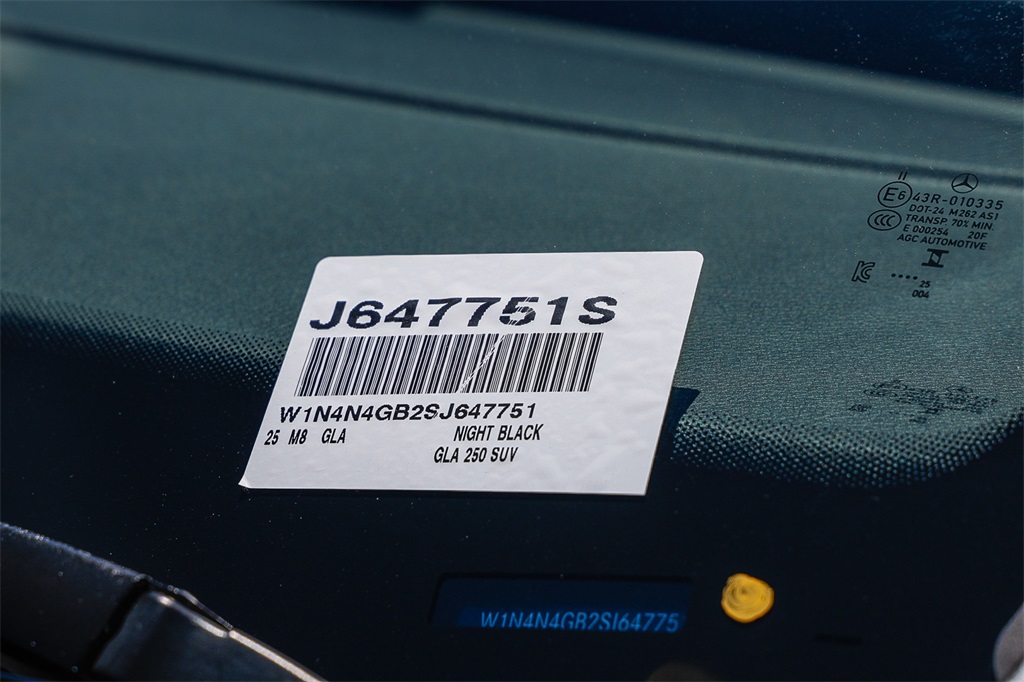 J647751S
W1N4N4GB2SJ647751
25 M8 GLA NIGHT BLACK
GLA 250 SUV
E6 43R-010335
DOT-24 M262 AS1
CCC TRANSP. 70% MIN.
E 000254 20F
AGC AUTOMOTIVE
•••• 25
004
W1N4N4GB2SJ64775